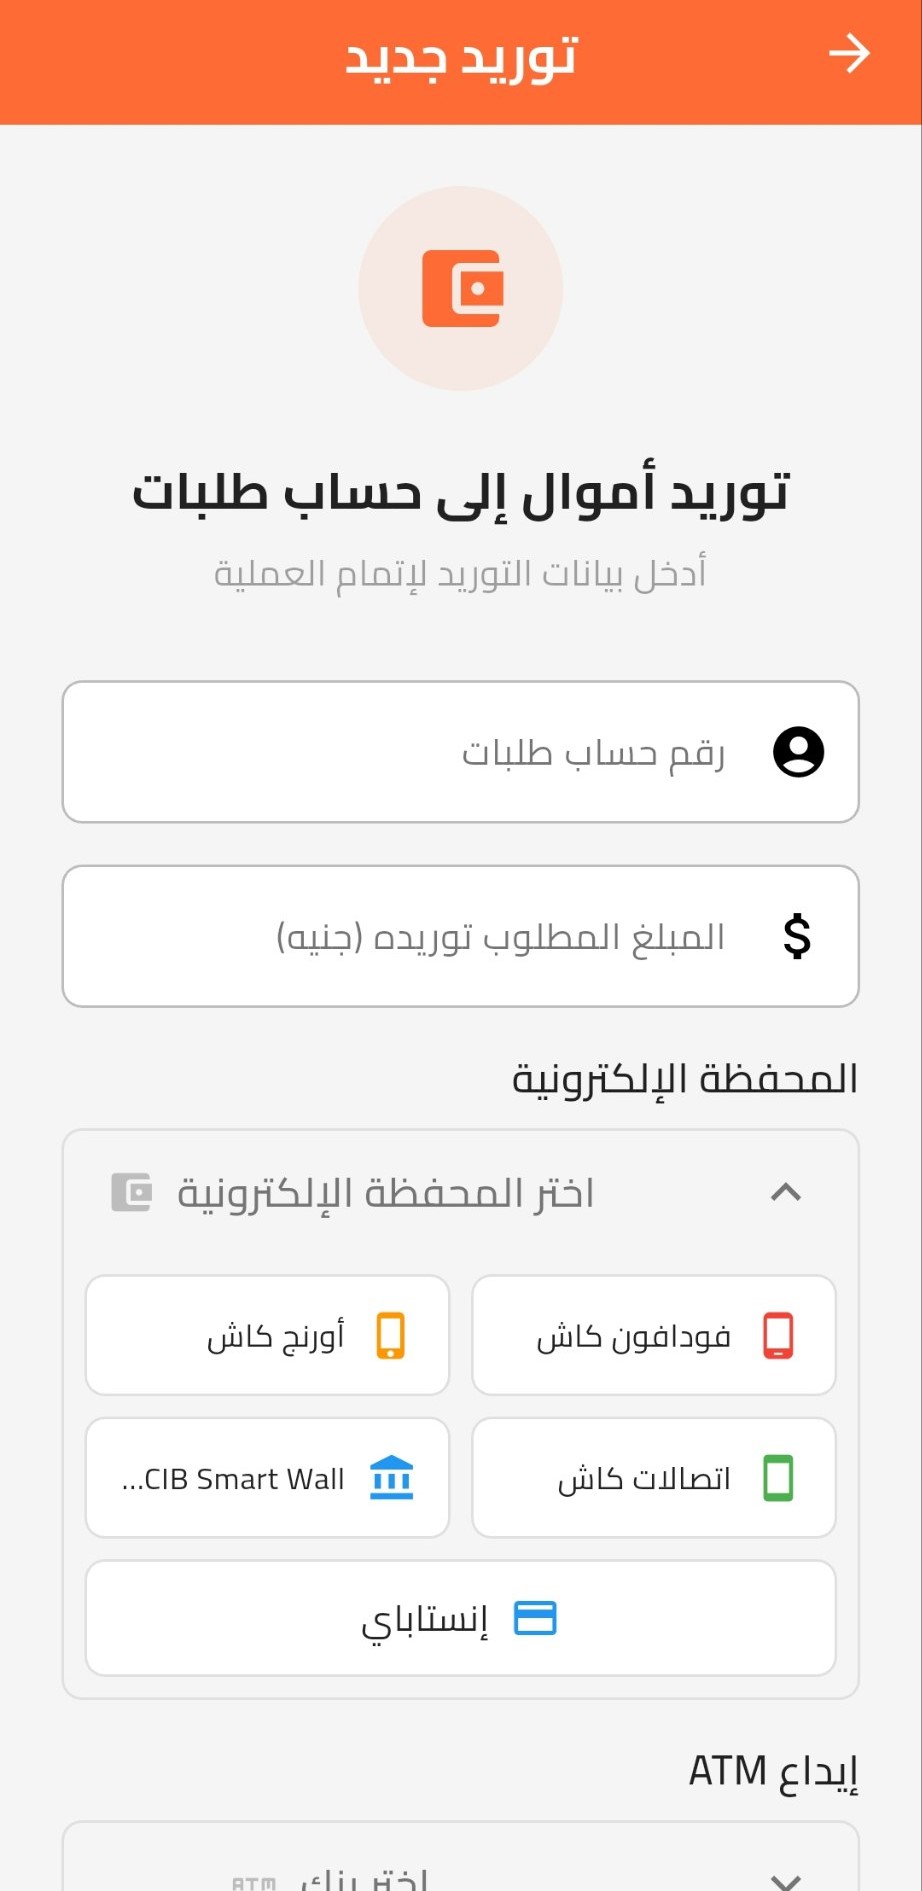 توريد جديد
توريد أموال إلى حساب طلبات
أدخل بيانات التوريد لإتمام العملية
رقم حساب طلبات
$ المبلغ المطلوب توريده (جنيه)
المحفظة الإلكترونية
اختر المحفظة الإلكترونية
فودافون كاش
أورنج كاش
اتصالات كاش
CIB Smart Wall...
إنستاباي
إيداع ATM
اختر بنك ATM